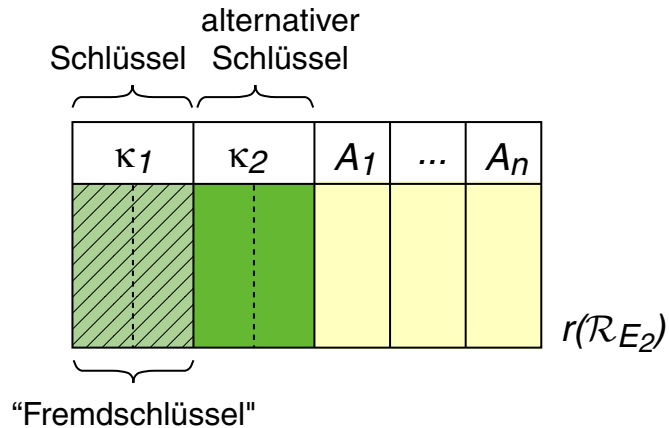 alternativer
Schlüssel Schlüssel
κ1 κ2 A1 ... An
r(RE2)
“Fremdschlüssel"